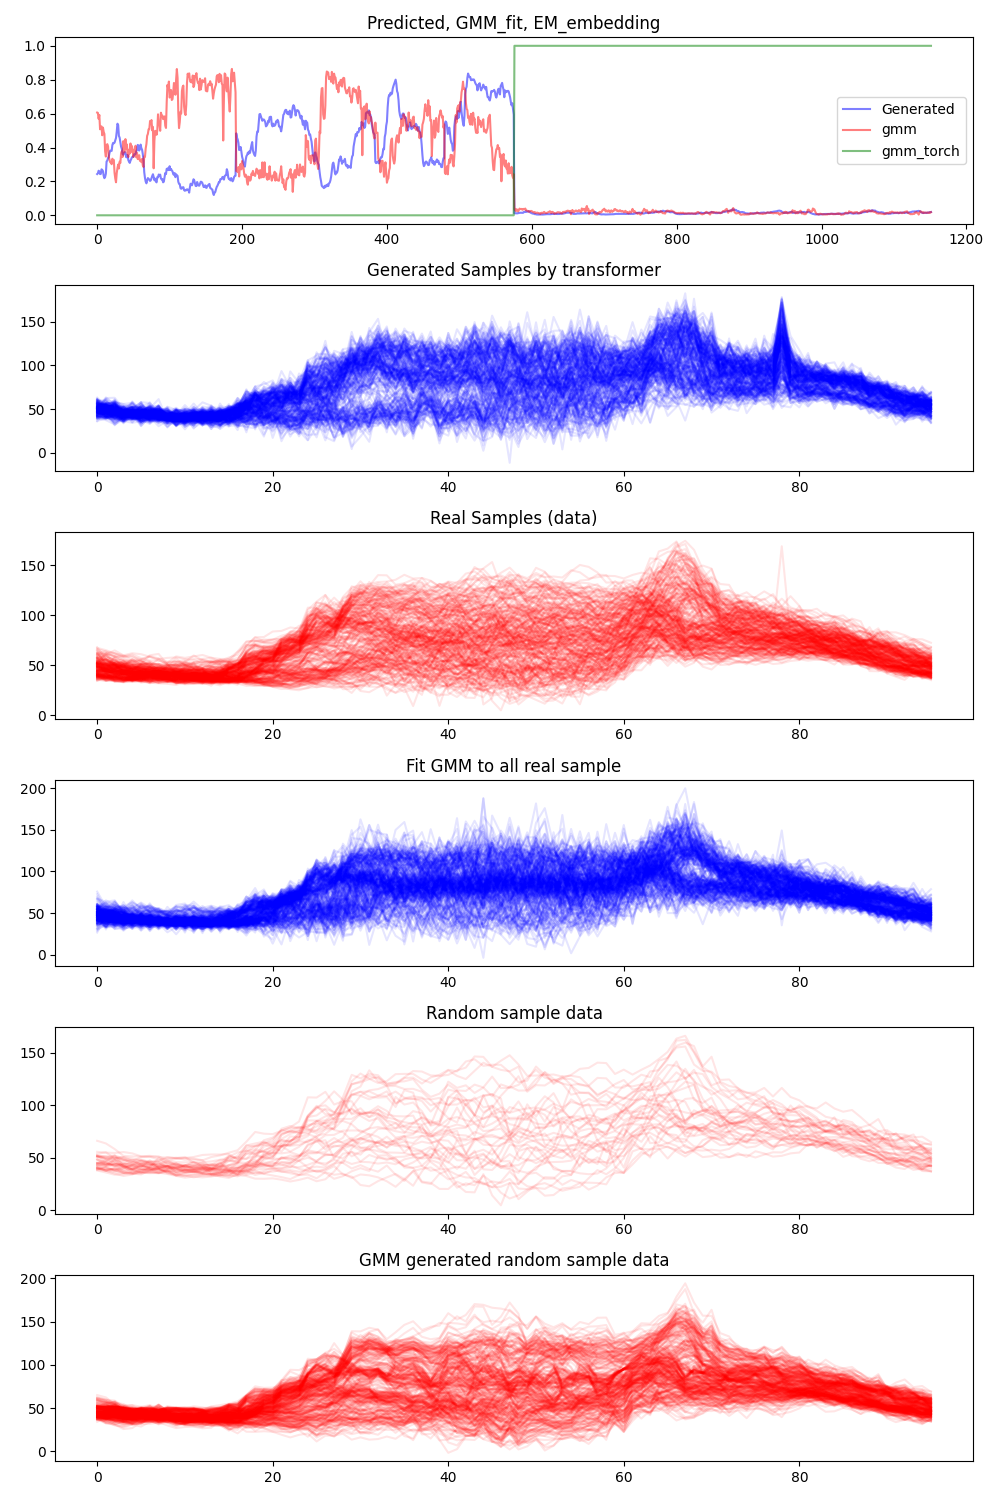 Predicted, GMM_fit, EM_embedding
1.0
0.8
0.6
0.4
0.2
0.0
Generated
gmm
gmm_torch
0 200 400 600 800 1000 1200
Generated Samples by transformer
150
100
50
0
0 20 40 60 80
Real Samples (data)
150
100
50
0
0 20 40 60 80
Fit GMM to all real sample
200
150
100
50
0
0 20 40 60 80
Random sample data
150
100
50
0
0 20 40 60 80
GMM generated random sample data
200
150
100
50
0
0 20 40 60 80